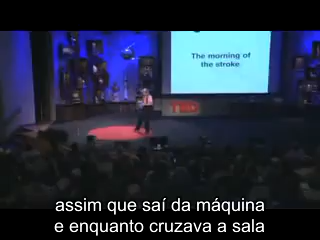 The morning of
the stroke
assim que saí da máquina
e enquanto cruzava a sala